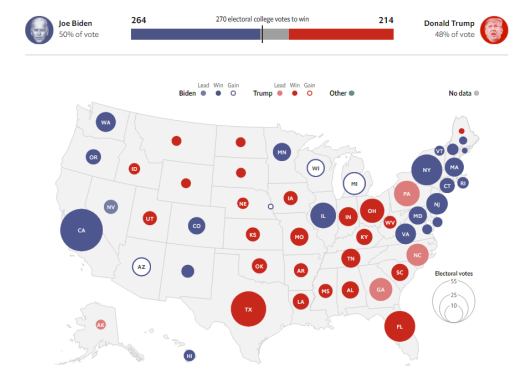 Joe Biden
50% of vote
264
270 electoral college votes to win
214
Donald Trump
48% of vote
Lead Win Gain
Biden
Lead Win Gain
Trump
Other
No data
WA
OR
CA
NV
ID
UT
AZ
CO
NE
KS
OK
TX
MN
IA
MO
AR
LA
WI
IL
MI
IN
OH
KY
TN
MS
AL
GA
FL
SC
NC
VA
WV
PA
NY
VT
MA
CT
RI
NJ
MD
AK
HI
Electoral votes
55
25
10